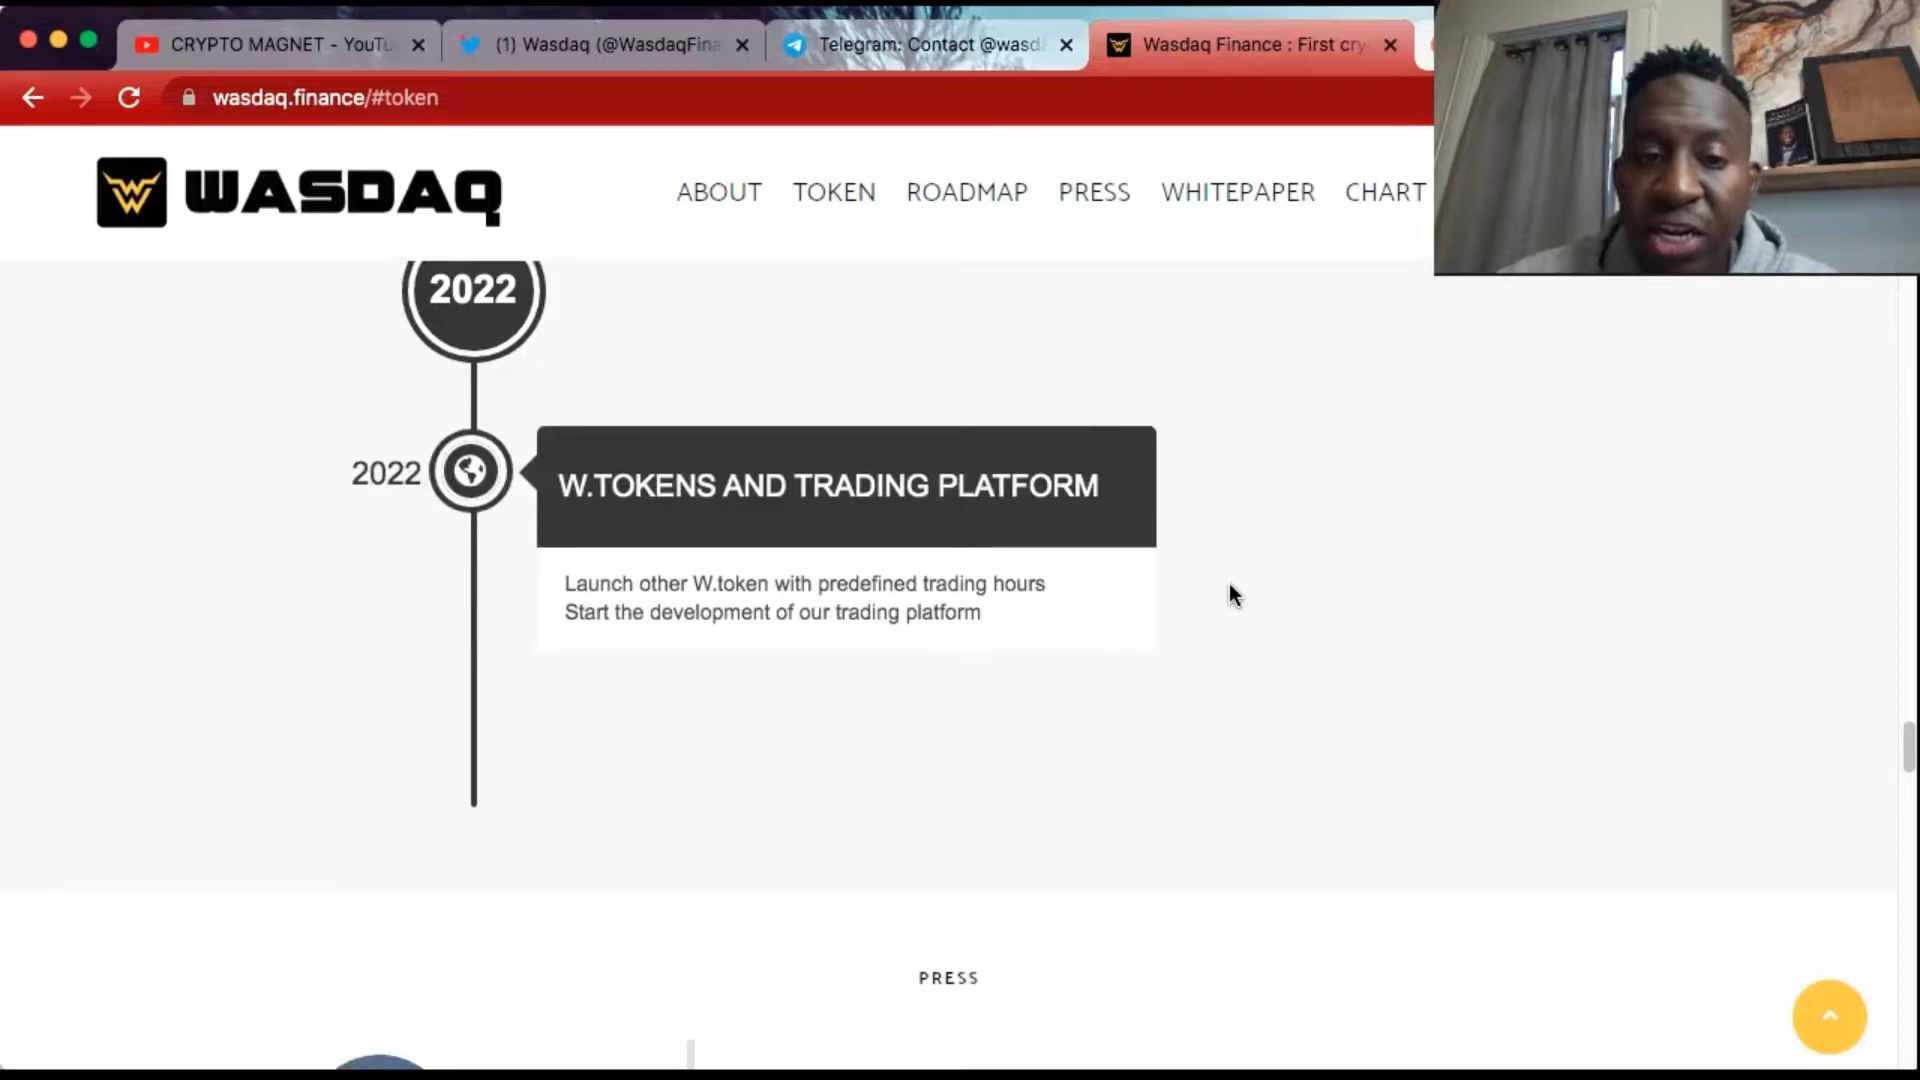 CRYPTO MAGNET - YouTu
(1) Wasdaq (@WasdaqFina
Telegram: Contact @wasda
Wasdaq Finance : First cry
wasdaq.finance/#token
WASDAQ
ABOUT
TOKEN
ROADMAP
PRESS
WHITEPAPER
CHART
2022
2022
W.TOKENS AND TRADING PLATFORM
Launch other W.token with predefined trading hours
Start the development of our trading platform
PRESS